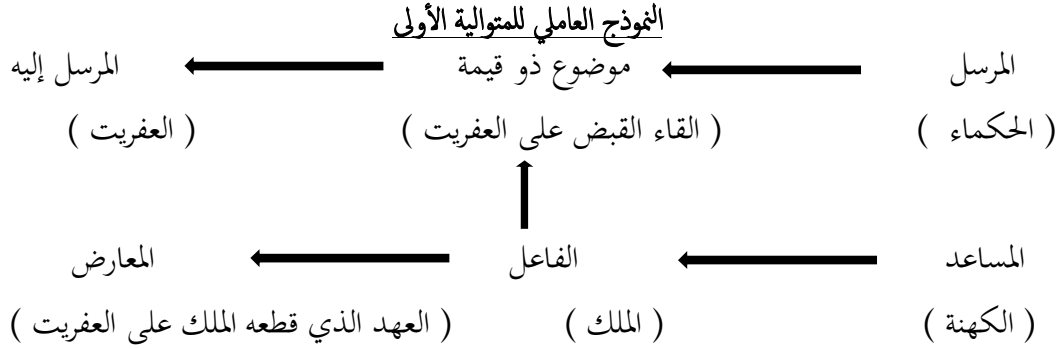 النموذج العاملي للمتوالية الأولى
المرسل موضوع ذو قيمة المرسل إليه
( الحكماء ) ( القاء القبض على العفريت ) ( العفريت )
المساعد الفاعل المعارض
( الكهنة ) ( الملك ) ( العهد الذي قطعه الملك على العفريت )